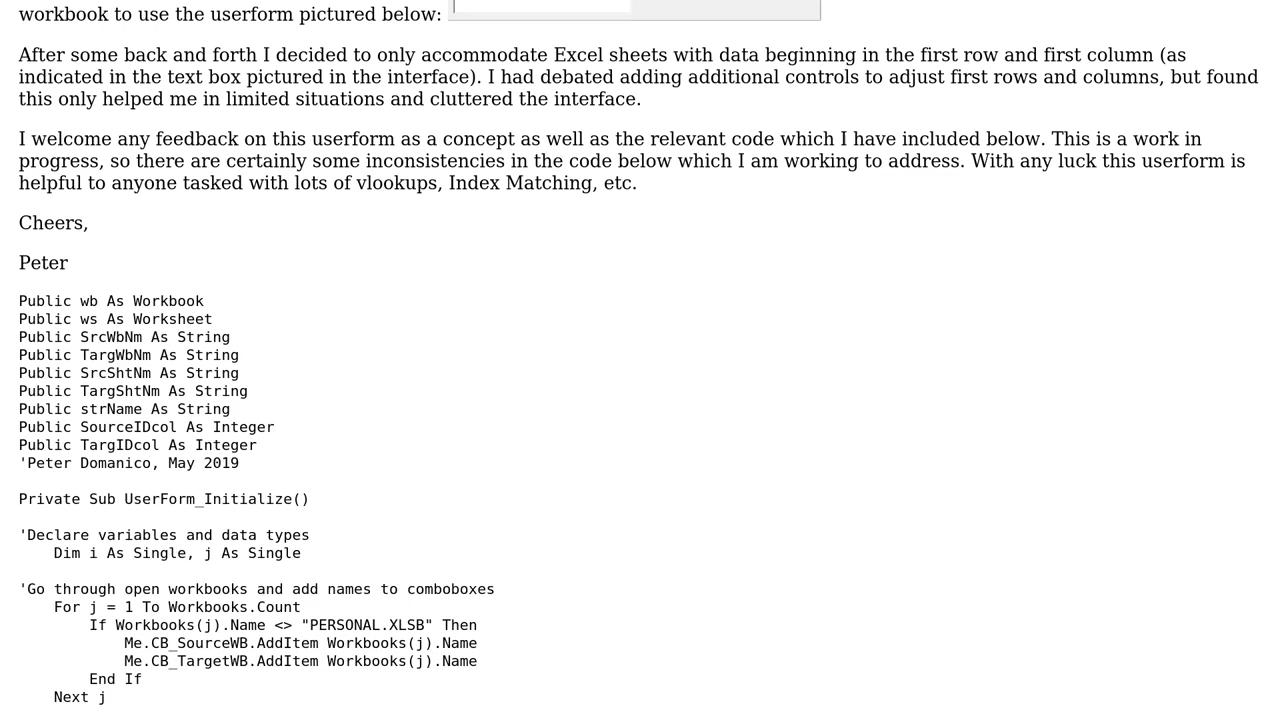 workbook to use the userform pictured below:
After some back and forth I decided to only accommodate Excel sheets with data beginning in the first row and first column (as
indicated in the text box pictured in the interface). I had debated adding additional controls to adjust first rows and columns, but found
this only helped me in limited situations and cluttered the interface.
I welcome any feedback on this userform as a concept as well as the relevant code which I have included below. This is a work in
progress, so there are certainly some inconsistencies in the code below which I am working to address. With any luck this userform is
helpful to anyone tasked with lots of vlookups, Index Matching, etc.
Cheers,
Peter
Public wb As Workbook
Public ws As Worksheet
Public SrcWbNm As String
Public TargWbNm As String
Public SrcShtNm As String
Public TargShtNm As String
Public strName As String
Public SourceIDcol As Integer
Public TargIDcol As Integer
'Peter Domanico, May 2019
Private Sub UserForm_Initialize()
'Declare variables and data types
    Dim i As Single, j As Single
'Go through open workbooks and add names to comboboxes
    For j = 1 To Workbooks.Count
        If Workbooks(j).Name <> "PERSONAL.XLSB" Then
            Me.CB_SourceWB.AddItem Workbooks(j).Name
            Me.CB_TargetWB.AddItem Workbooks(j).Name
        End If
    Next j